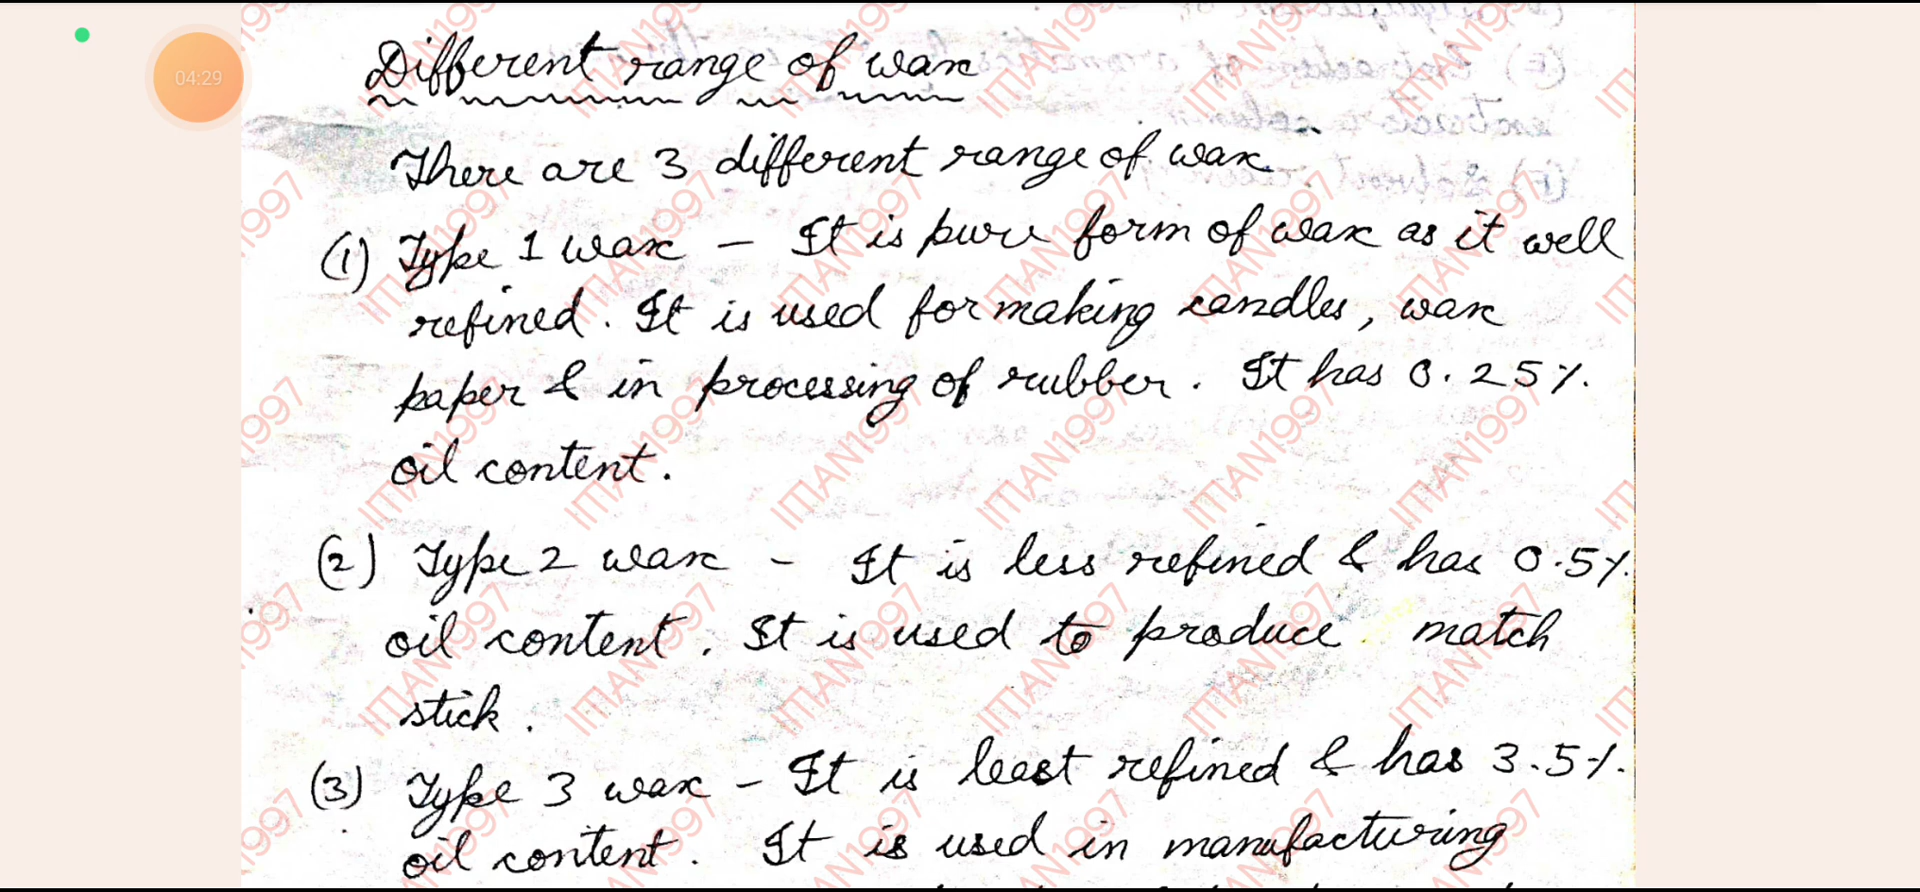 04:29
Different range of wax
There are 3 different range of wax
(1) Type 1 wax – It is pure form of wax as it well
refined. It is used for making candles, wax
paper & in processing of rubber. It has 0.25%.
oil content.
(2) Type 2 wax - It is less refined & has 0.5%.
oil content. It is used to produce match
stick.
(3) Type 3 wax – It is least refined & has 3.5%.
oil content. It is used in manufacturing
IMAN1997